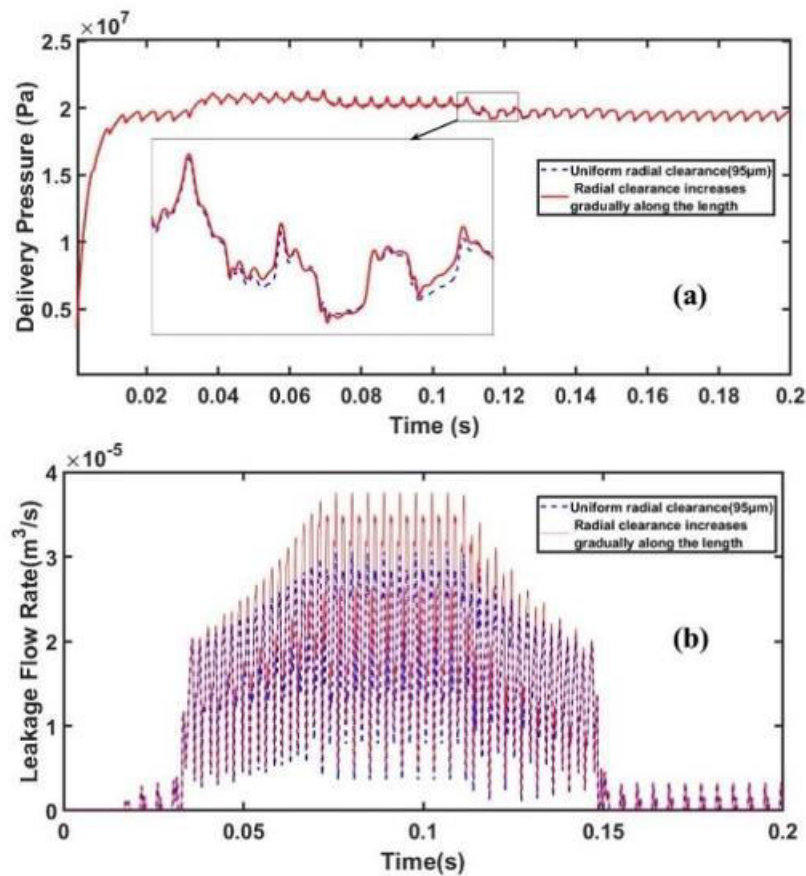 ×10⁷
2.5
2
1.5
1
0.5
Delivery Pressure (Pa)
Uniform radial clearance(95μm)
Radial clearance increases
gradually along the length
(a)
0.02 0.04 0.06 0.08 0.1 0.12 0.14 0.16 0.18 0.2
Time (s)
×10⁻⁵
4
3
2
1
0
Leakage Flow Rate(m³/s)
Uniform radial clearance(95μm)
Radial clearance increases
gradually along the length
(b)
0 0.05 0.1 0.15 0.2
Time(s)